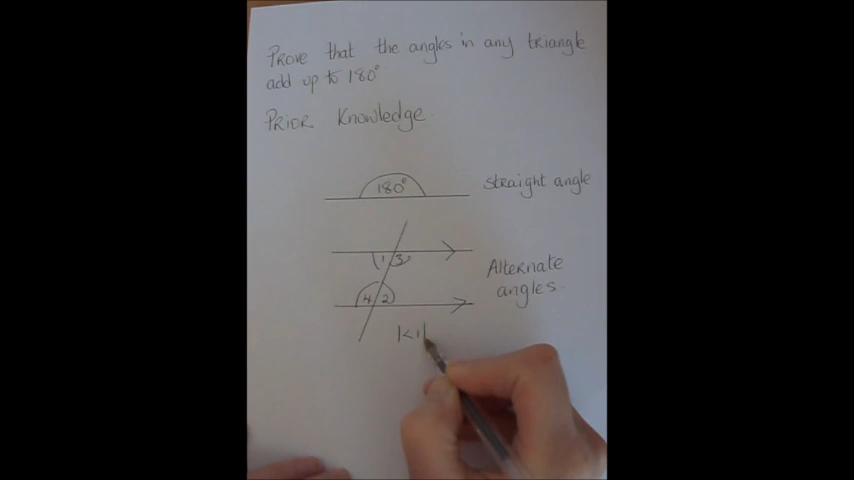 Prove that the angles in any triangle
add up to 180°
Prior Knowledge.
180°
straight angle
1 3
Alternate
angles.
4 2
|<1|